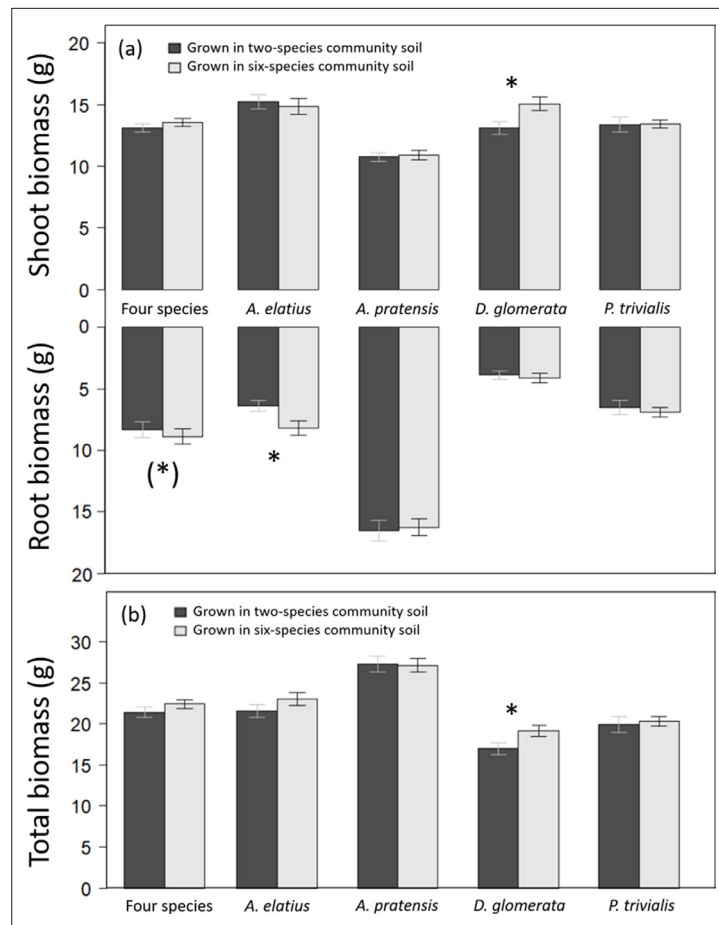 (a)
Grown in two-species community soil
Grown in six-species community soil
Shoot biomass (g)
20
15
10
5
0
*
Four species A. elatius A. pratensis D. glomerata P. trivialis
Root biomass (g)
0
5
10
15
20
(*)
*
(b)
Grown in two-species community soil
Grown in six-species community soil
Total biomass (g)
30
25
20
15
10
5
0
*
Four species A. elatius A. pratensis D. glomerata P. trivialis